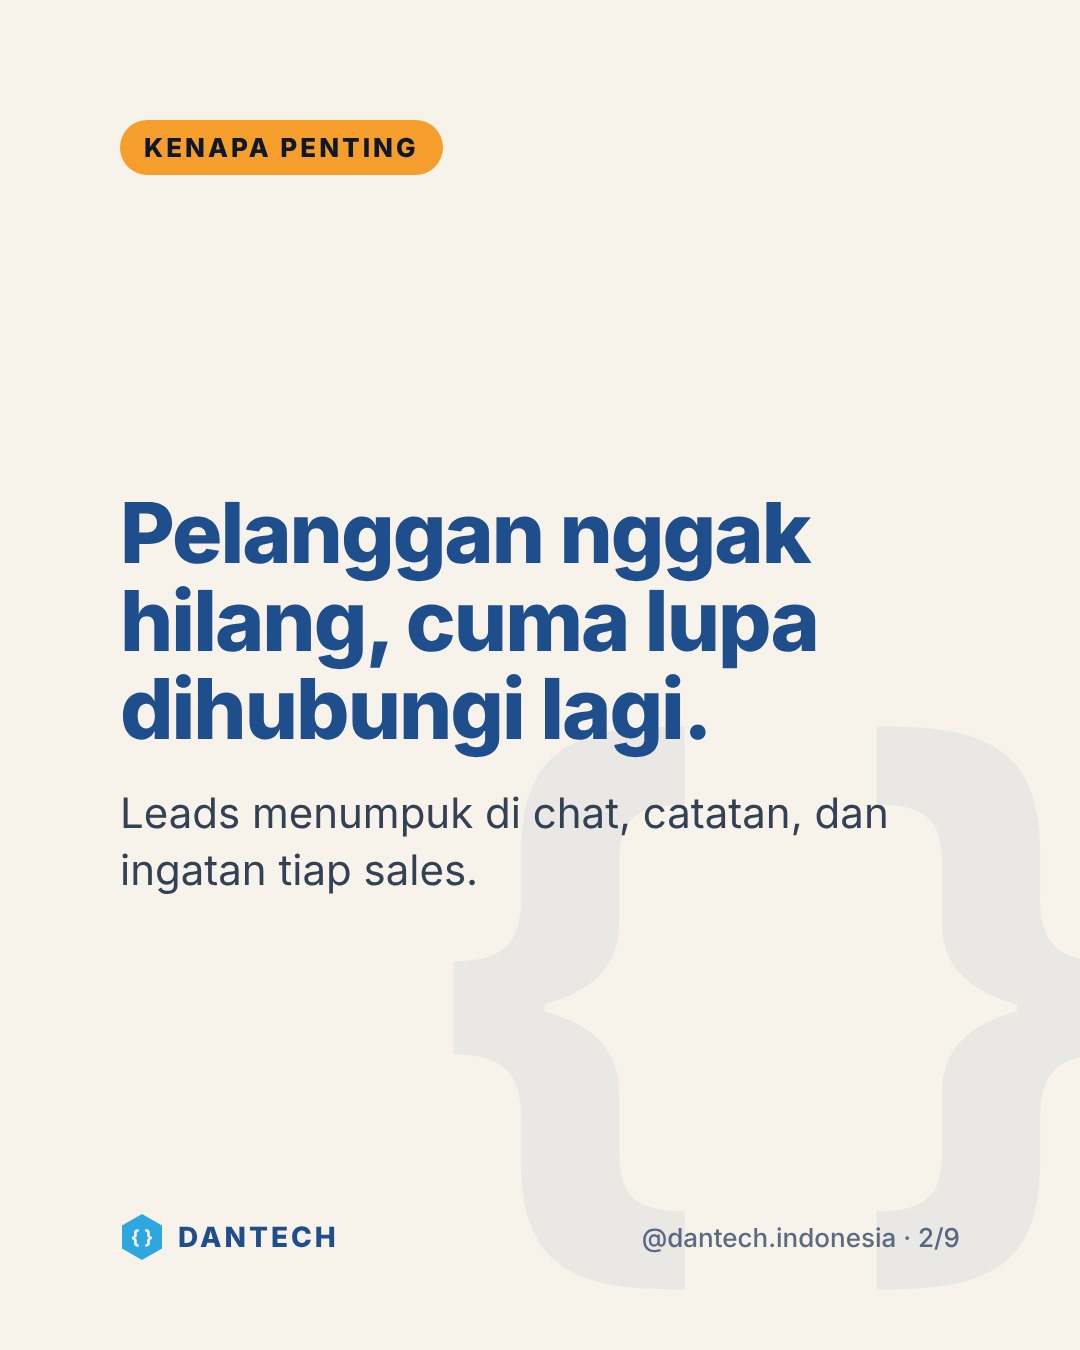 KENAPA PENTING
Pelanggan nggak
hilang, cuma lupa
dihubungi lagi.
Leads menumpuk di chat, catatan, dan
ingatan tiap sales.
{} DANTECH
@dantech.indonesia · 2/9
{}